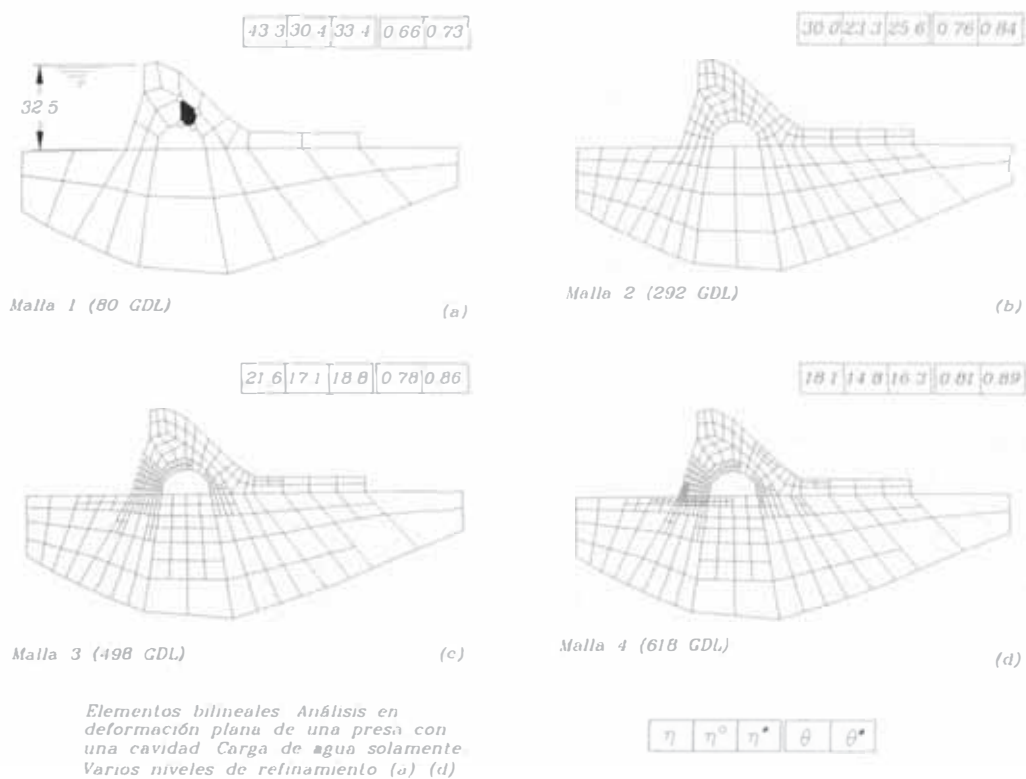 43 3 30 4 33 4 0 66 0 73
30 0 23 3 25 6 0 76 0 84
32 5
Malla 1 (80 GDL)
(a)
Malla 2 (292 GDL)
(b)
21 6 17 1 18 8 0 78 0 86
18 1 14 8 16 3 0 81 0 89
Malla 3 (498 GDL)
(c)
Malla 4 (618 GDL)
(d)
Elementos bilineales Análisis en
deformación plana de una presa con
una cavidad Carga de agua solamente
Varios niveles de refinamiento (a) (d)
η η° η* θ θ*